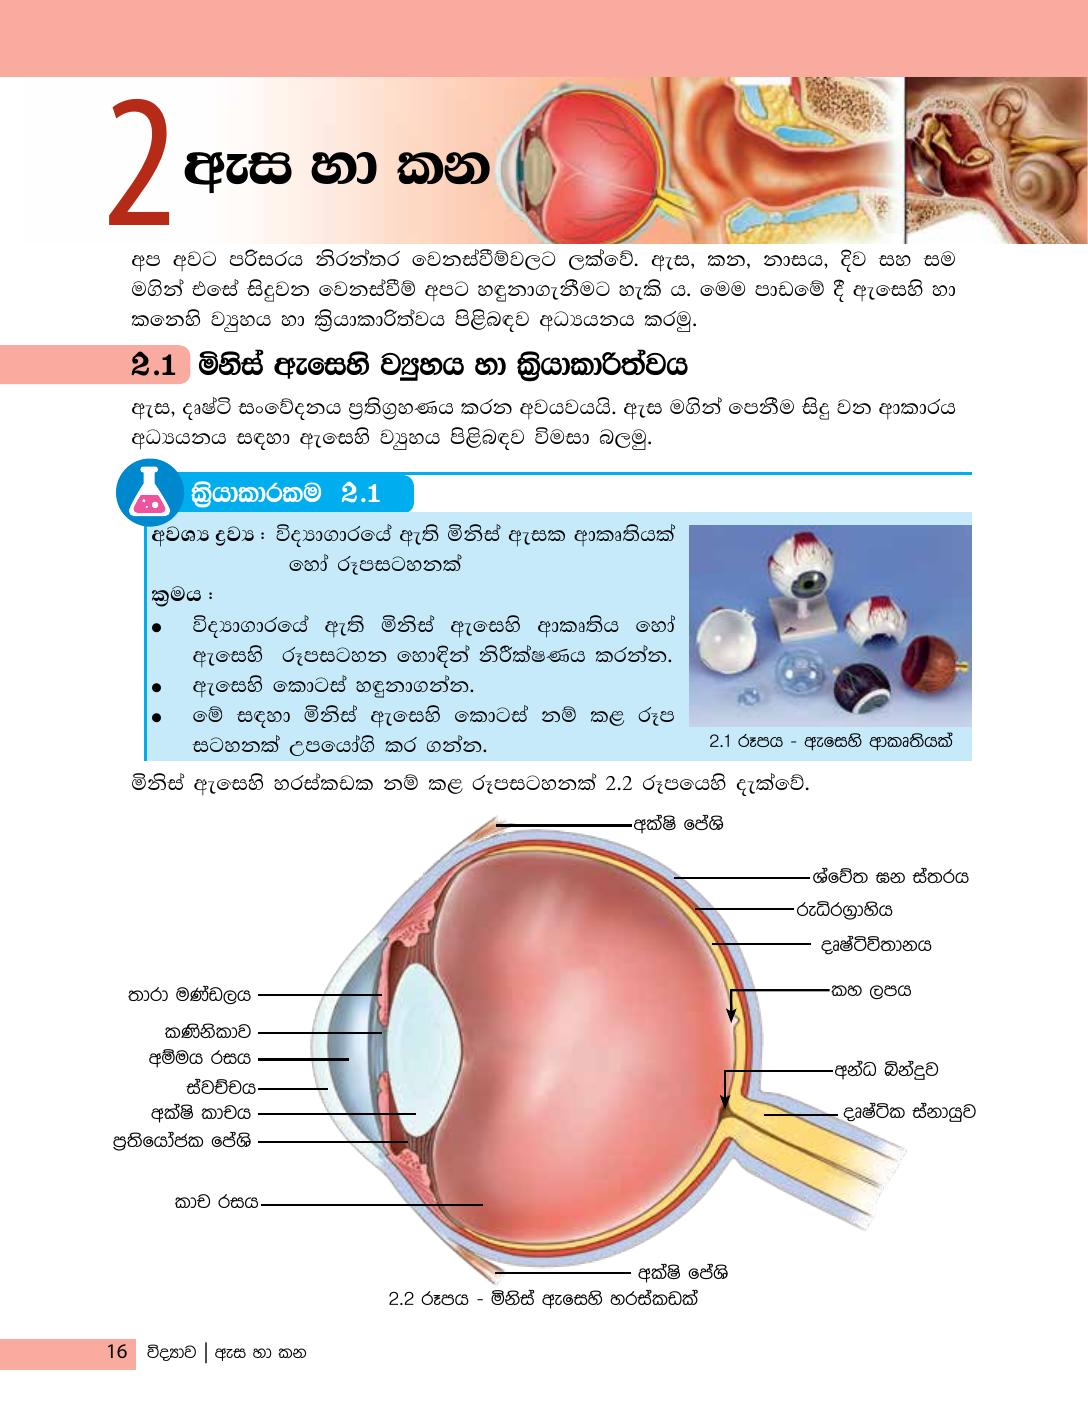 2 ඇස හා කන
අප අවට පරිසරය නිරන්තර වෙනස්වීම්වලට ලක්වේ. ඇස, කන, නාසය, දිව සහ සම
මගින් එසේ සිදුවන වෙනස්වීම් අපට හඳුනාගැනීමට හැකි ය. මෙම පාඩමේ දී ඇසෙහි හා
කනෙහි ව්‍යුහය හා ක්‍රියාකාරිත්වය පිළිබඳව අධ්‍යයනය කරමු.
2.1 මිනිස් ඇසෙහි ව්‍යුහය හා ක්‍රියාකාරිත්වය
ඇස, දෘෂ්ටි සංවේදනය ප්‍රතිග්‍රහණය කරන අවයවයයි. ඇස මගින් පෙනීම සිදු වන ආකාරය
අධ්‍යයනය සඳහා ඇසෙහි ව්‍යුහය පිළිබඳව විමසා බලමු.
ක්‍රියාකාරකම 2.1
අවශ්‍ය ද්‍රව්‍ය : විද්‍යාගාරයේ ඇති මිනිස් ඇසක ආකෘතියක්
හෝ රූපසටහනක්
ක්‍රමය :
● විද්‍යාගාරයේ ඇති මිනිස් ඇසෙහි ආකෘතිය හෝ
ඇසෙහි රූපසටහන හොඳින් නිරීක්ෂණය කරන්න.
● ඇසෙහි කොටස් හඳුනාගන්න.
● මේ සඳහා මිනිස් ඇසෙහි කොටස් නම් කළ රූප
සටහනක් උපයෝගි කර ගන්න.
2.1 රූපය - ඇසෙහි ආකෘතියක්
මිනිස් ඇසෙහි හරස්කඩක නම් කළ රූපසටහනක් 2.2 රූපයෙහි දැක්වේ.
අක්ෂි පේශි
ශ්වේත ඝන ස්තරය
රුධිරග්‍රාහිය
දෘෂ්ටිවිතානය
කහ ලපය
අන්ධ බින්දුව
දෘෂ්ටික ස්නායුව
තාරා මණ්ඩලය
කණිනිකාව
අම්මය රසය
ස්වච්චය
අක්ෂි කාචය
ප්‍රතියෝජක පේශි
කාච රසය
අක්ෂි පේශි
2.2 රූපය - මිනිස් ඇසෙහි හරස්කඩක්
16 විද්‍යාව | ඇස හා කන